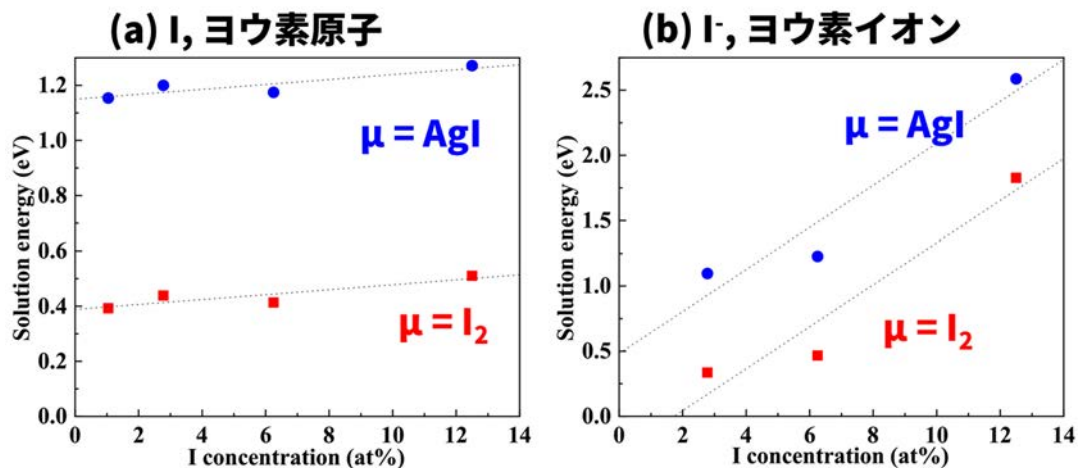 (a) I, ヨウ素原子
Solution energy (eV)
1.2
1.0
0.8
0.6
0.4
0.2
0.0
μ = AgI
μ = I₂
0 2 4 6 8 10 12 14
I concentration (at%)
(b) I⁻, ヨウ素イオン
Solution energy (eV)
2.5
2.0
1.5
1.0
0.5
0.0
μ = AgI
μ = I₂
0 2 4 6 8 10 12 14
I concentration (at%)